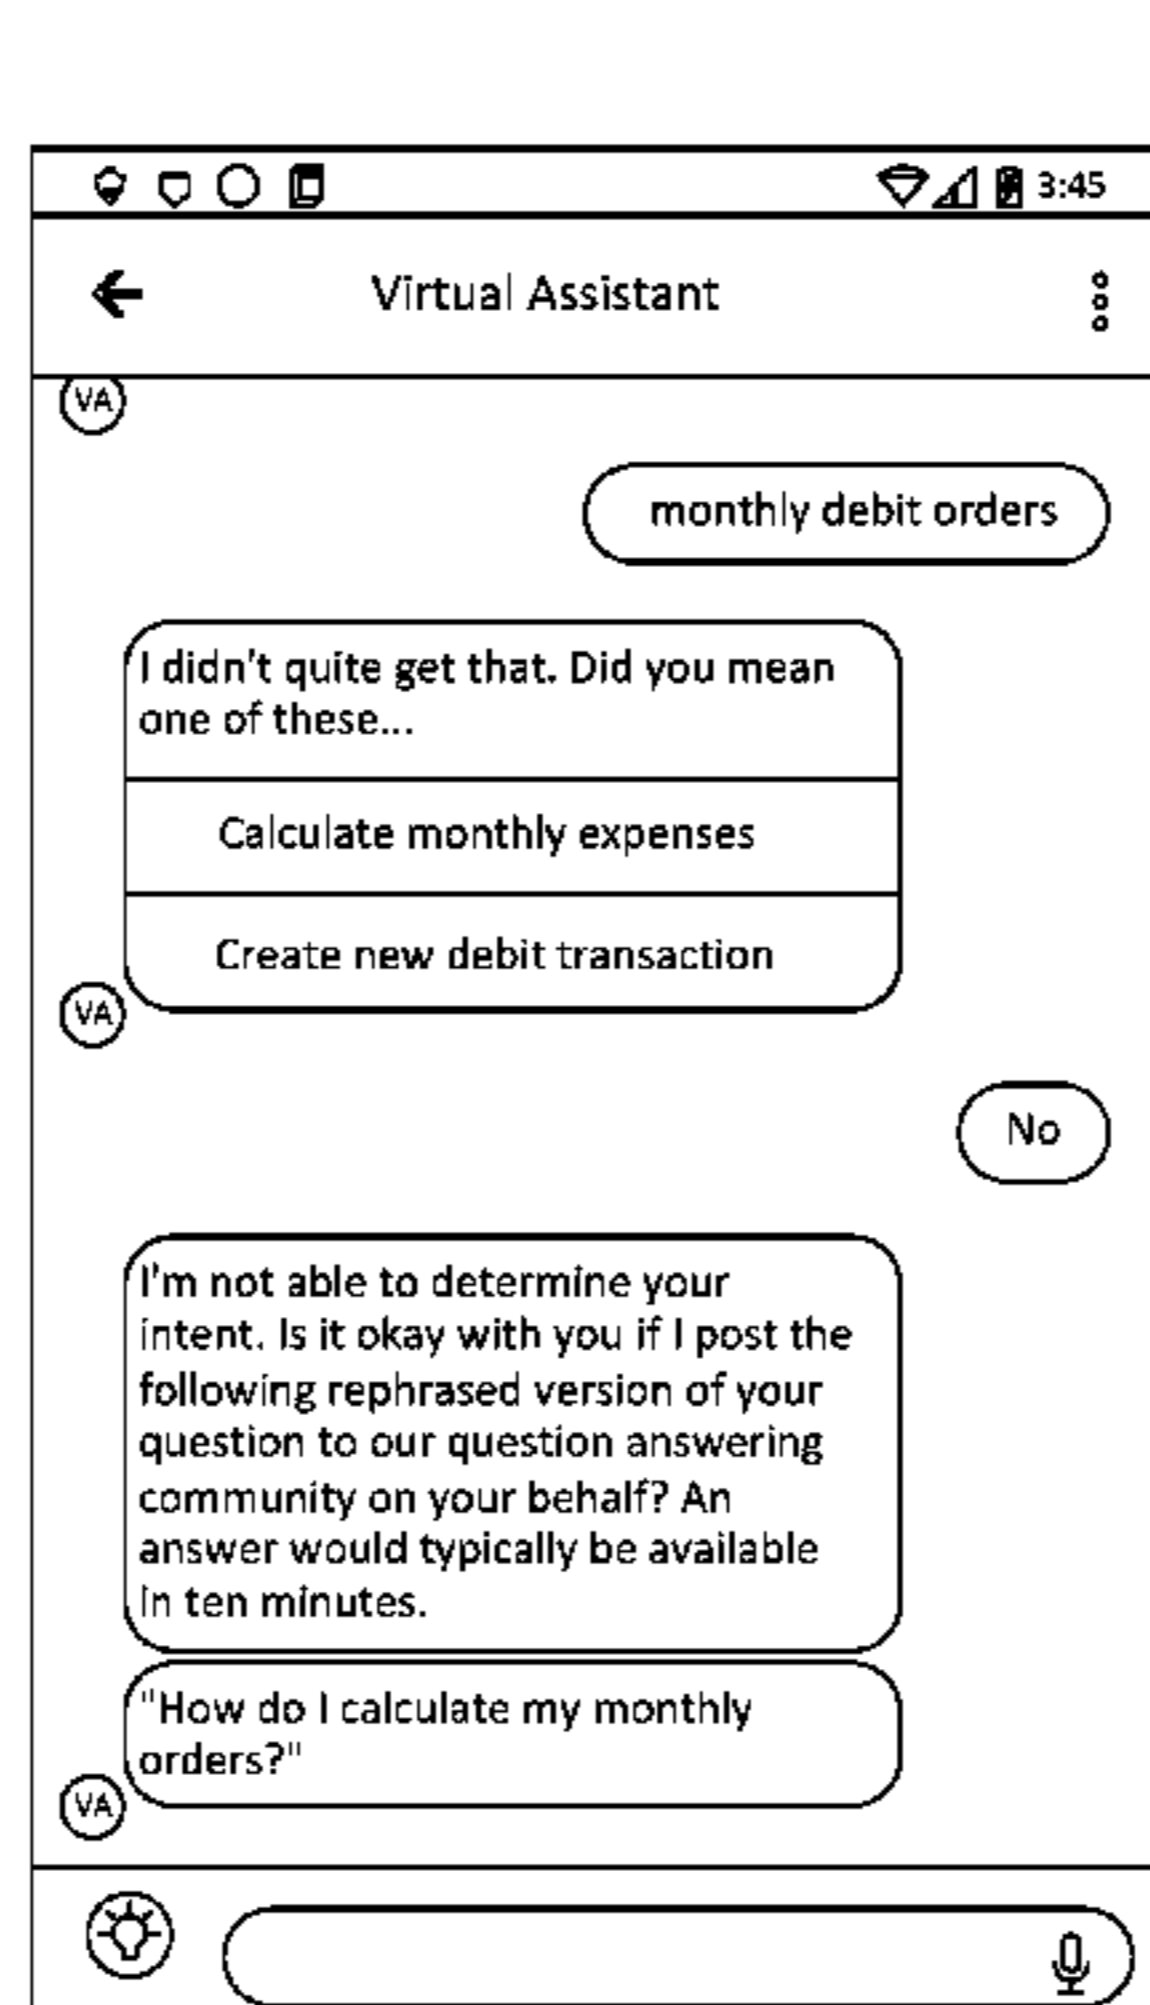 3:45
Virtual Assistant
VA
monthly debit orders
I didn't quite get that. Did you mean
one of these...
Calculate monthly expenses
Create new debit transaction
VA
No
I'm not able to determine your
intent. Is it okay with you if I post the
following rephrased version of your
question to our question answering
community on your behalf? An
answer would typically be available
in ten minutes.
"How do I calculate my monthly
orders?"
VA